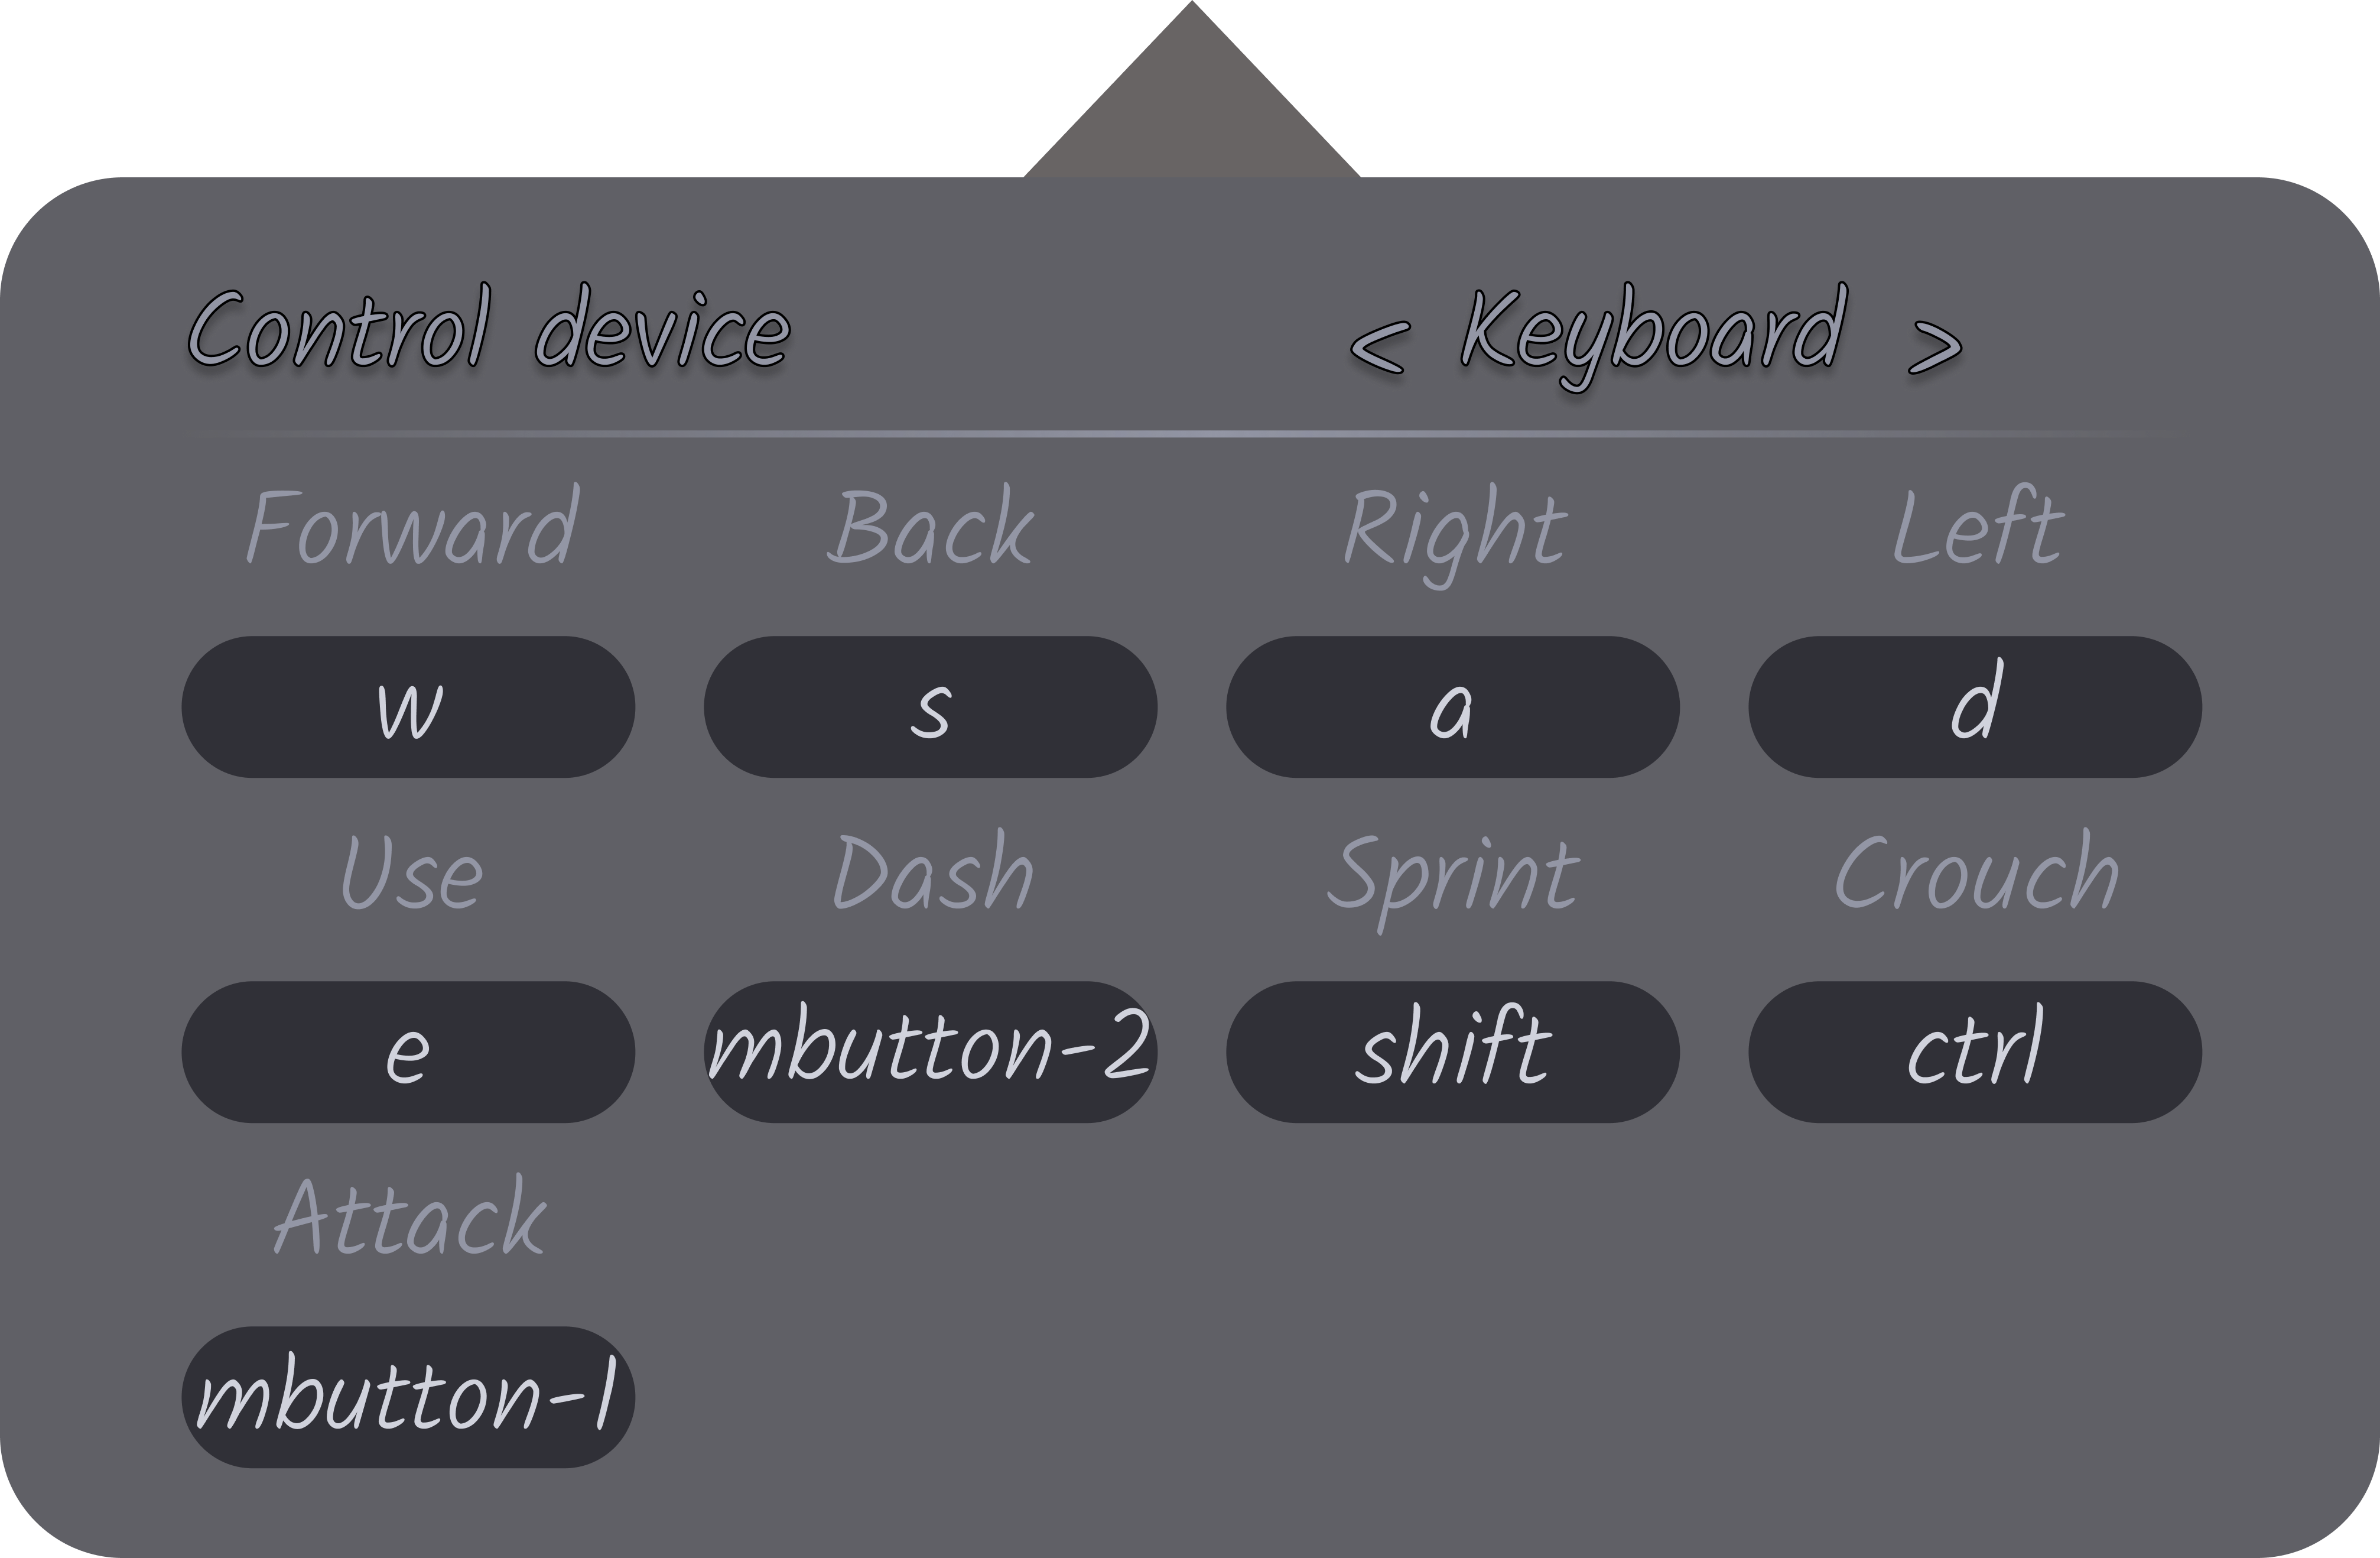 Control device < Keyboard >
Forward Back Right Left
w s a d
Use Dash Sprint Crouch
e mbutton-2 shift ctrl
Attack
mbutton-1